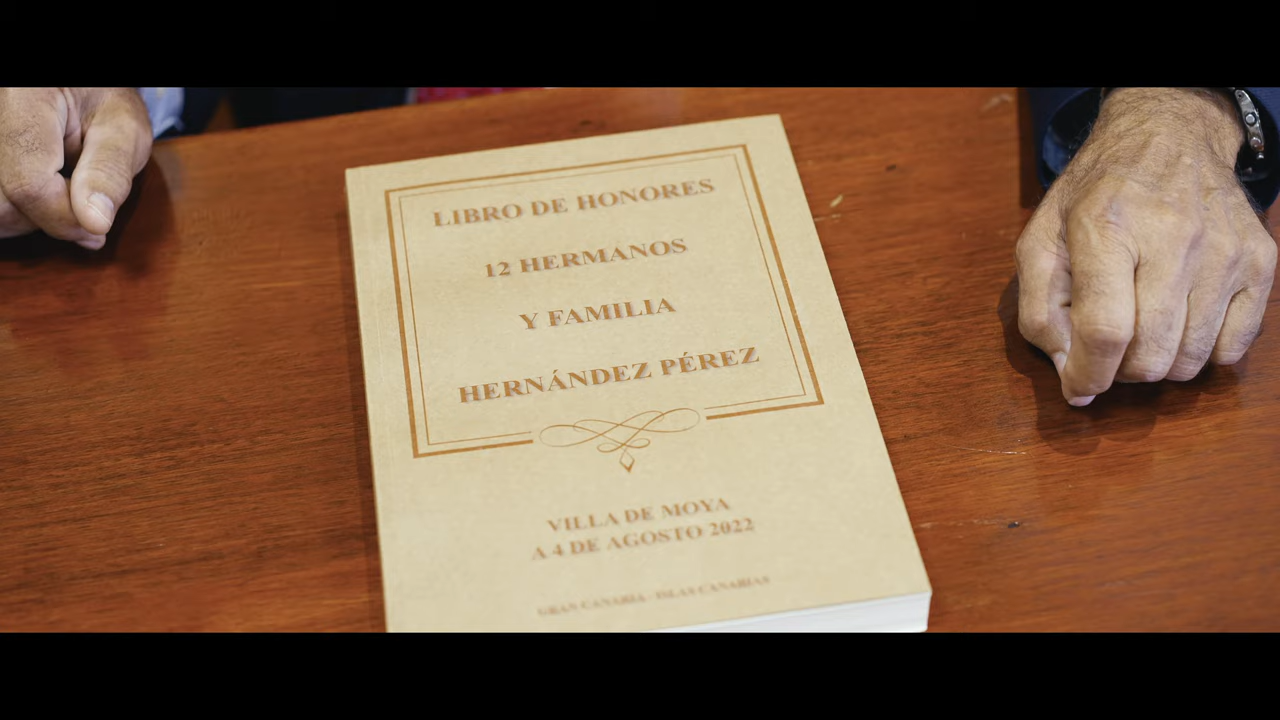 LIBRO DE HONORES
12 HERMANOS
Y FAMILIA
HERNÁNDEZ PÉREZ
VILLA DE MOYA
A 4 DE AGOSTO 2022
GRAN CANARIA - ISLAS CANARIAS